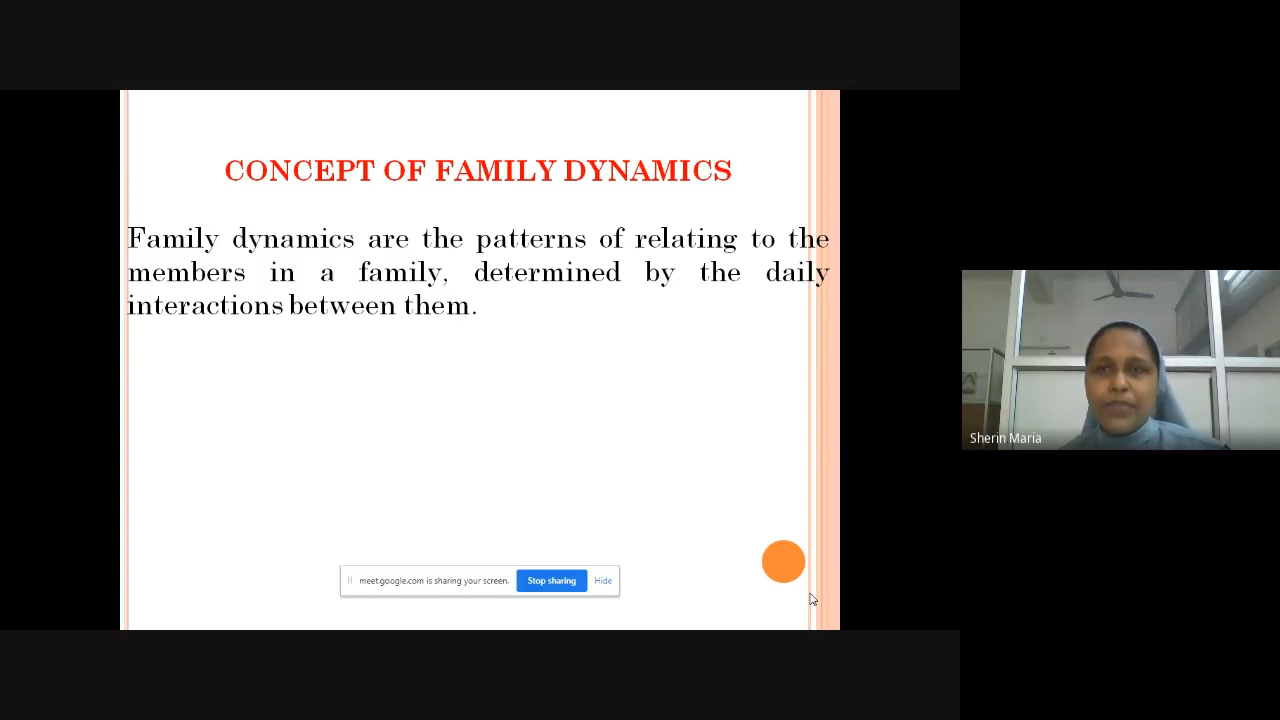 CONCEPT OF FAMILY DYNAMICS
Family dynamics are the patterns of relating to the
members in a family, determined by the daily
interactions between them.
meet.google.com is sharing your screen. Stop sharing Hide
Sherin Maria